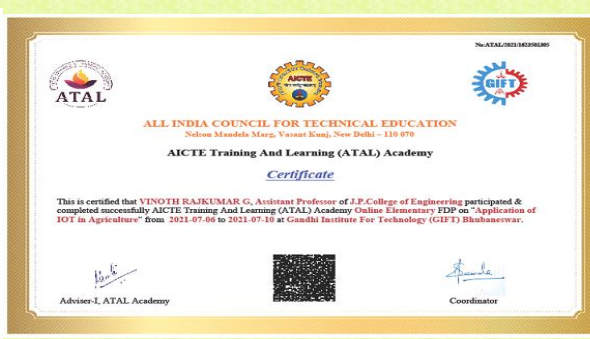 No:ATAL/2021/1623501305
ATAL
AICTE
GIFT
ALL INDIA COUNCIL FOR TECHNICAL EDUCATION
Nelson Mandela Marg, Vasant Kunj, New Delhi – 110 070
AICTE Training And Learning (ATAL) Academy
Certificate
This is certified that VINOTH RAJKUMAR G, Assistant Professor of J.P.College of Engineering participated &
completed successfully AICTE Training And Learning (ATAL) Academy Online Elementary FDP on "Application of
IOT in Agriculture" from 2021-07-06 to 2021-07-10 at Gandhi Institute For Technology (GIFT) Bhubaneswar.
Adviser-I, ATAL Academy
Coordinator